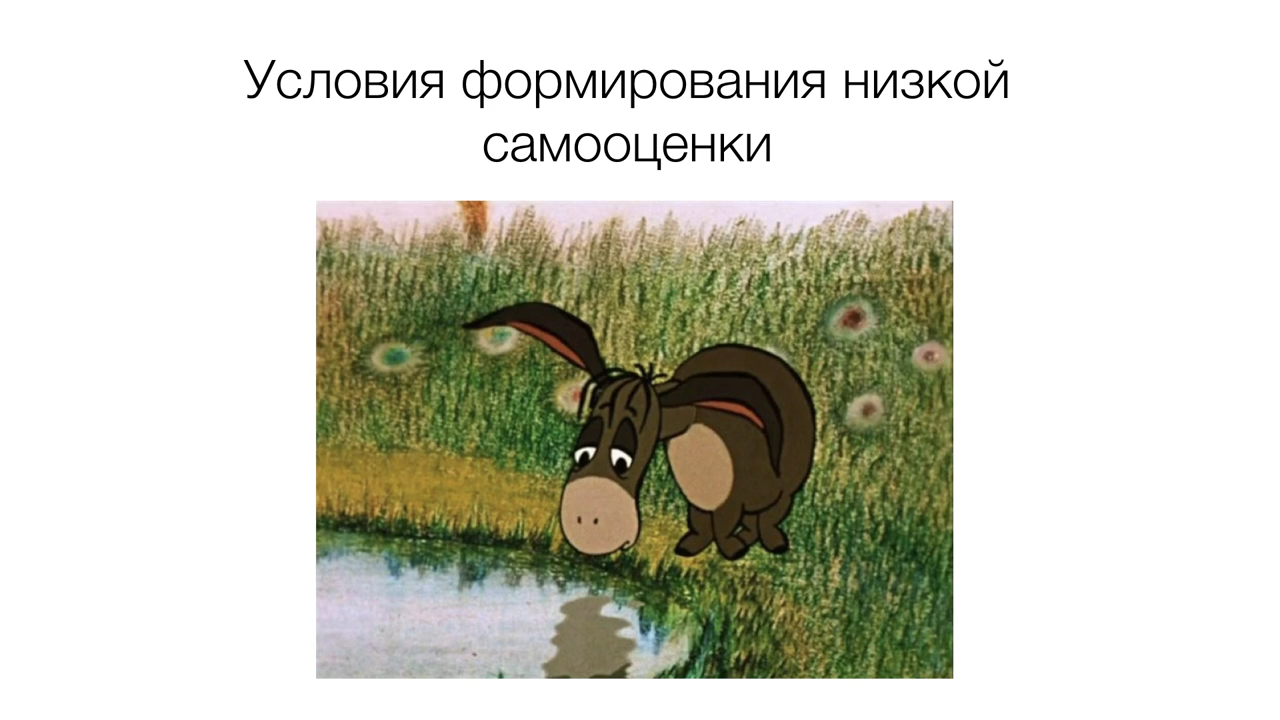 Условия формирования низкой
самооценки